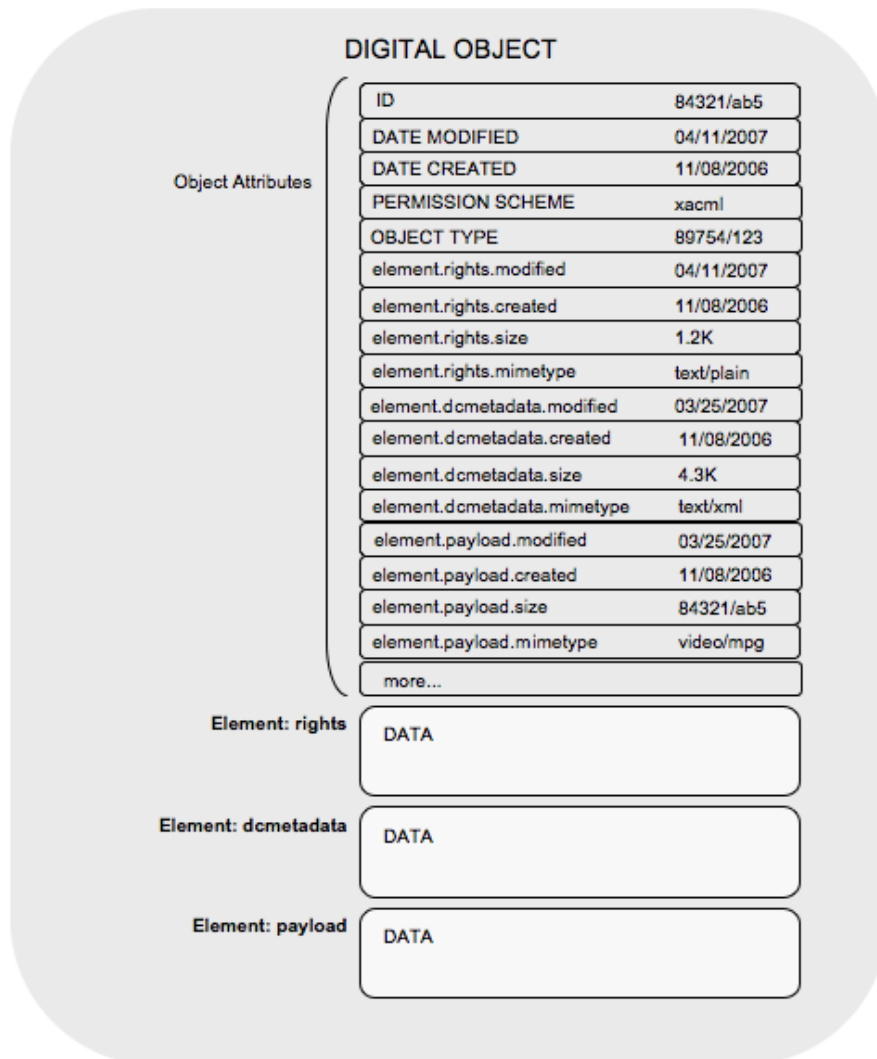 DIGITAL OBJECT
Object Attributes
ID 84321/ab5
DATE MODIFIED 04/11/2007
DATE CREATED 11/08/2006
PERMISSION SCHEME xacml
OBJECT TYPE 89754/123
element.rights.modified 04/11/2007
element.rights.created 11/08/2006
element.rights.size 1.2K
element.rights.mimetype text/plain
element.dcmetadata.modified 03/25/2007
element.dcmetadata.created 11/08/2006
element.dcmetadata.size 4.3K
element.dcmetadata.mimetype text/xml
element.payload.modified 03/25/2007
element.payload.created 11/08/2006
element.payload.size 84321/ab5
element.payload.mimetype video/mpg
more...
Element: rights
DATA
Element: dcmetadata
DATA
Element: payload
DATA